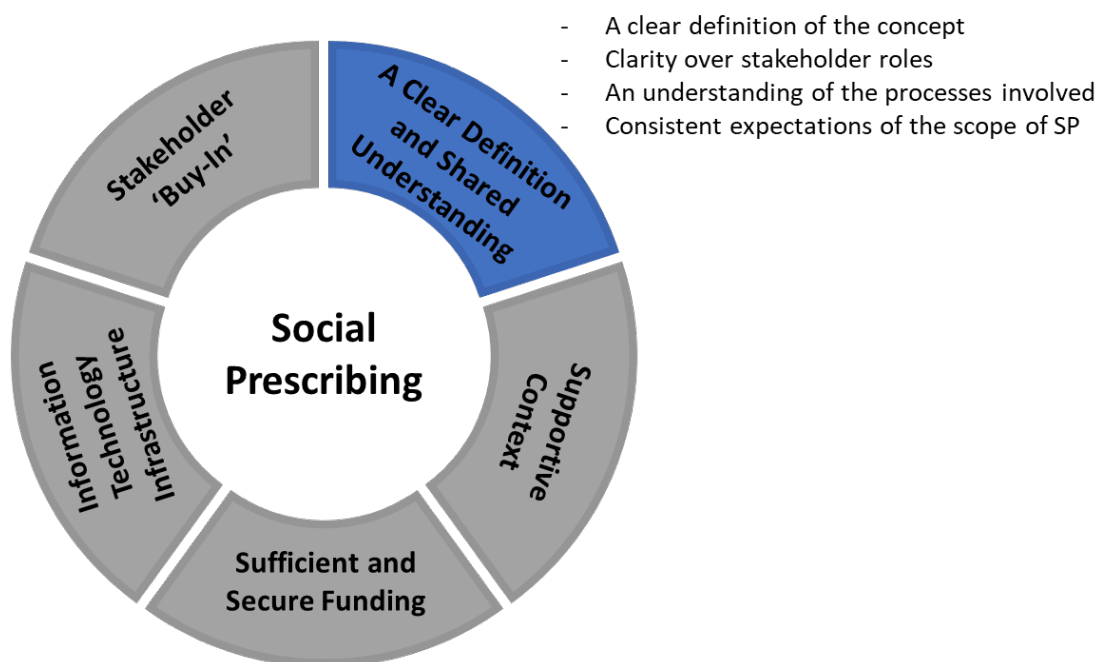 - A clear definition of the concept
- Clarity over stakeholder roles
- An understanding of the processes involved
- Consistent expectations of the scope of SP
A Clear Definition
and Shared
Understanding
Supportive
Context
Sufficient and
Secure Funding
Information
Technology
Infrastructure
Stakeholder
‘Buy-In’
Social
Prescribing